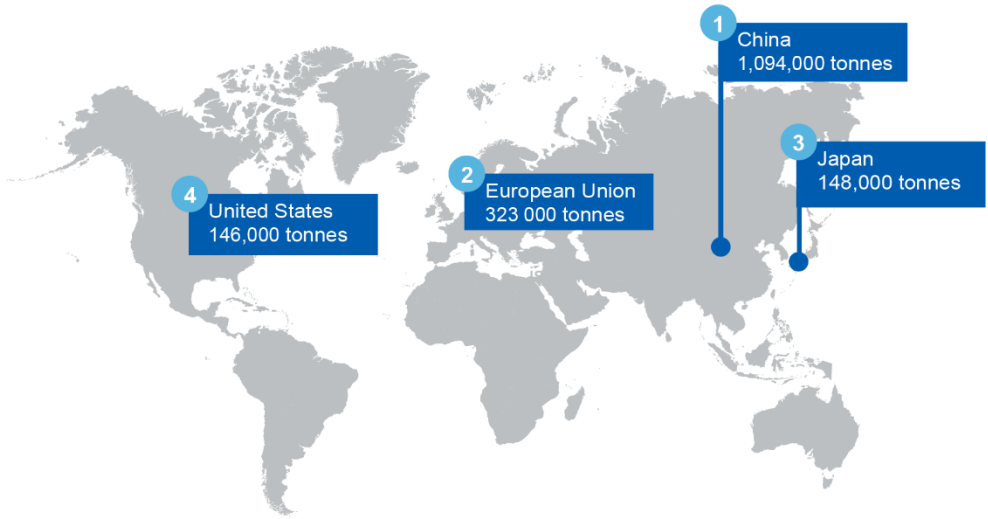 1
China
1,094,000 tonnes
2
European Union
323 000 tonnes
3
Japan
148,000 tonnes
4
United States
146,000 tonnes